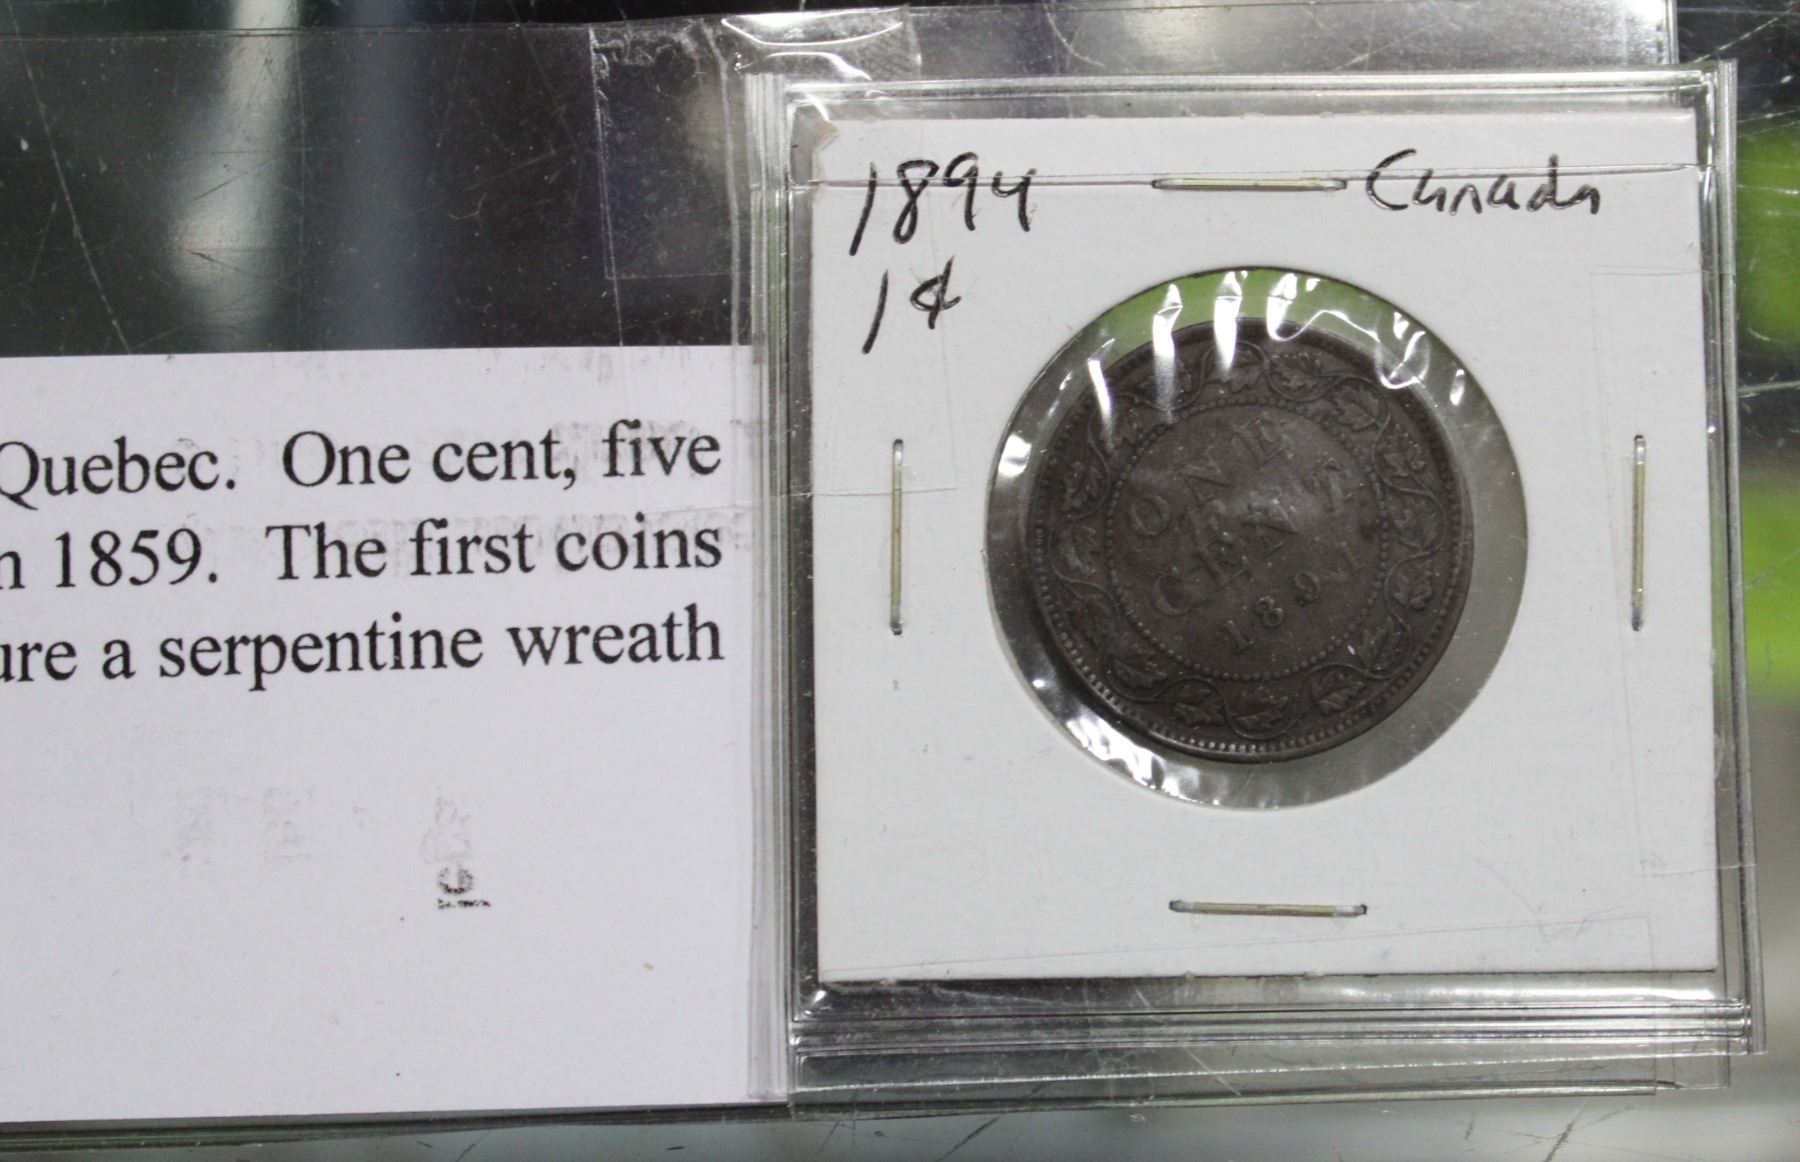 1894 Canada
1¢
ONE
CENT
1894
Quebec. One cent, five
n 1859. The first coins
ure a serpentine wreath